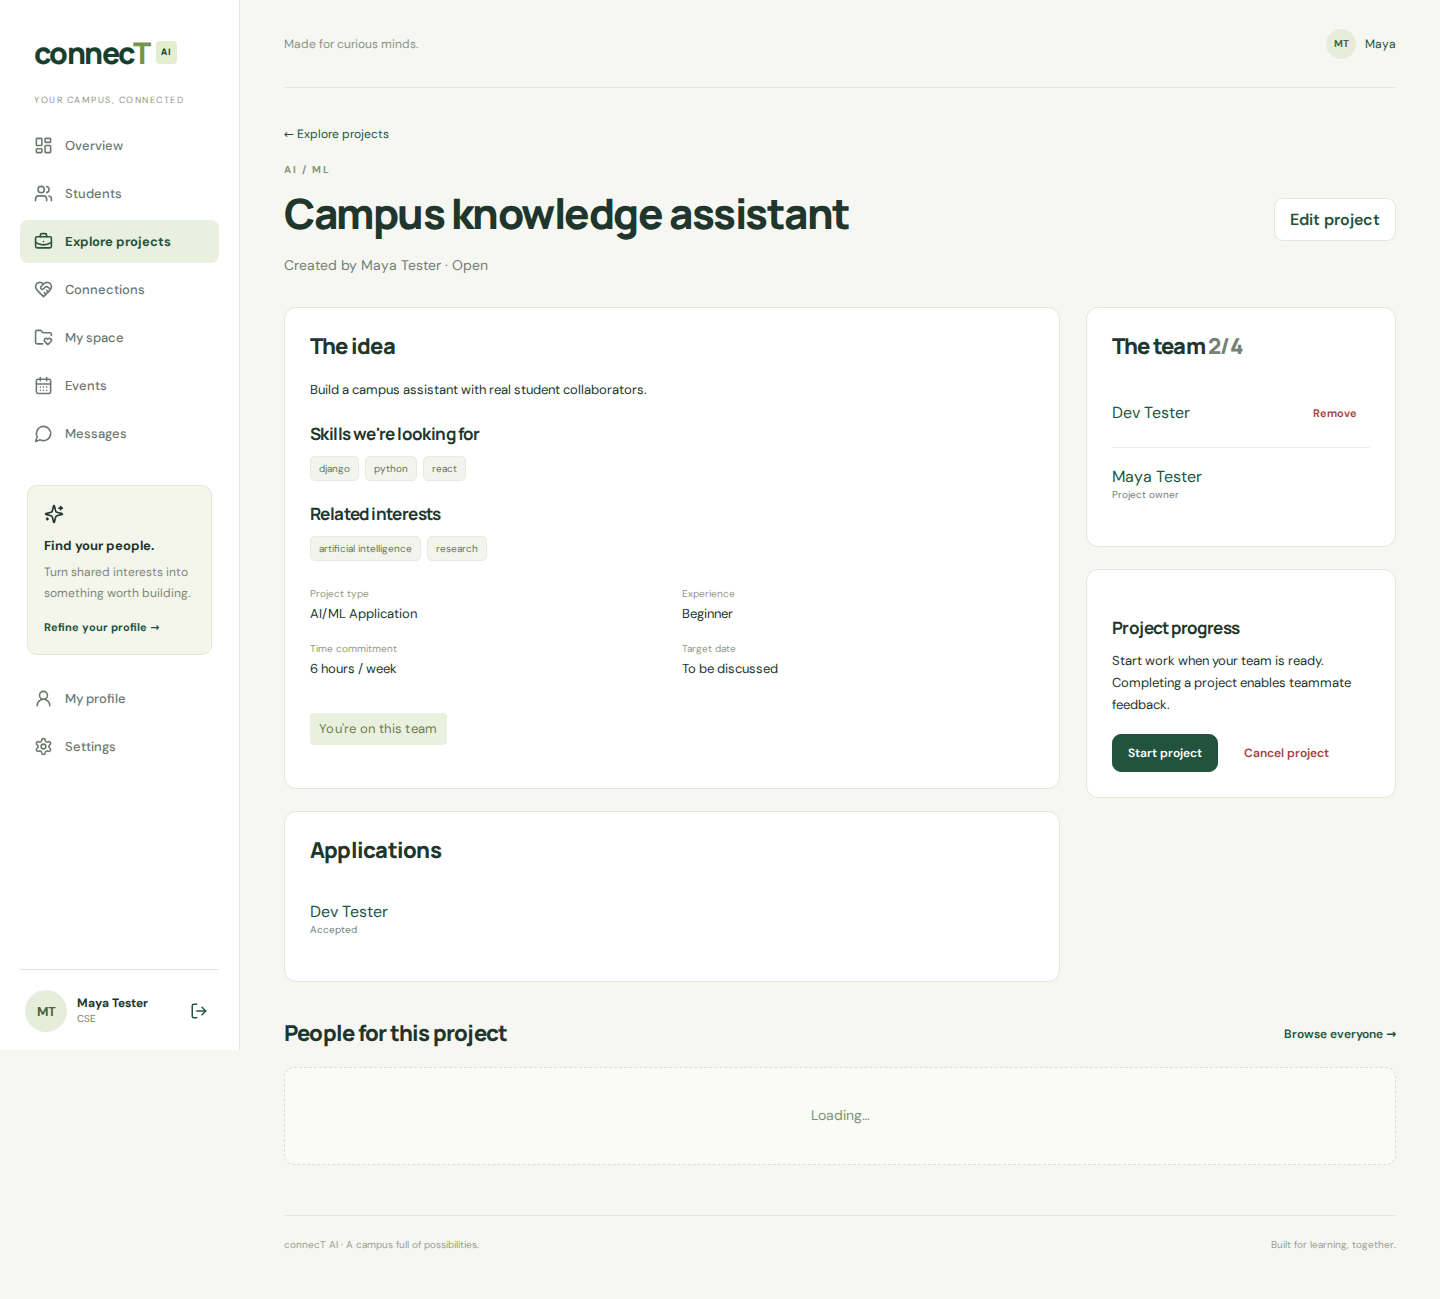 connecT AI
YOUR CAMPUS, CONNECTED
Overview
Students
Explore projects
Connections
My space
Events
Messages
Find your people.
Turn shared interests into
something worth building.
Refine your profile →
My profile
Settings
MT
Maya Tester
CSE
Made for curious minds.
MT Maya
← Explore projects
AI / ML
Campus knowledge assistant
Edit project
Created by Maya Tester · Open
The idea
Build a campus assistant with real student collaborators.
Skills we're looking for
django python react
Related interests
artificial intelligence research
Project type
AI/ML Application
Experience
Beginner
Time commitment
6 hours / week
Target date
To be discussed
You're on this team
The team 2/4
Dev Tester Remove
Maya Tester
Project owner
Project progress
Start work when your team is ready.
Completing a project enables teammate
feedback.
Start project Cancel project
Applications
Dev Tester
Accepted
People for this project
Browse everyone →
Loading...
connecT AI · A campus full of possibilities.
Built for learning, together.